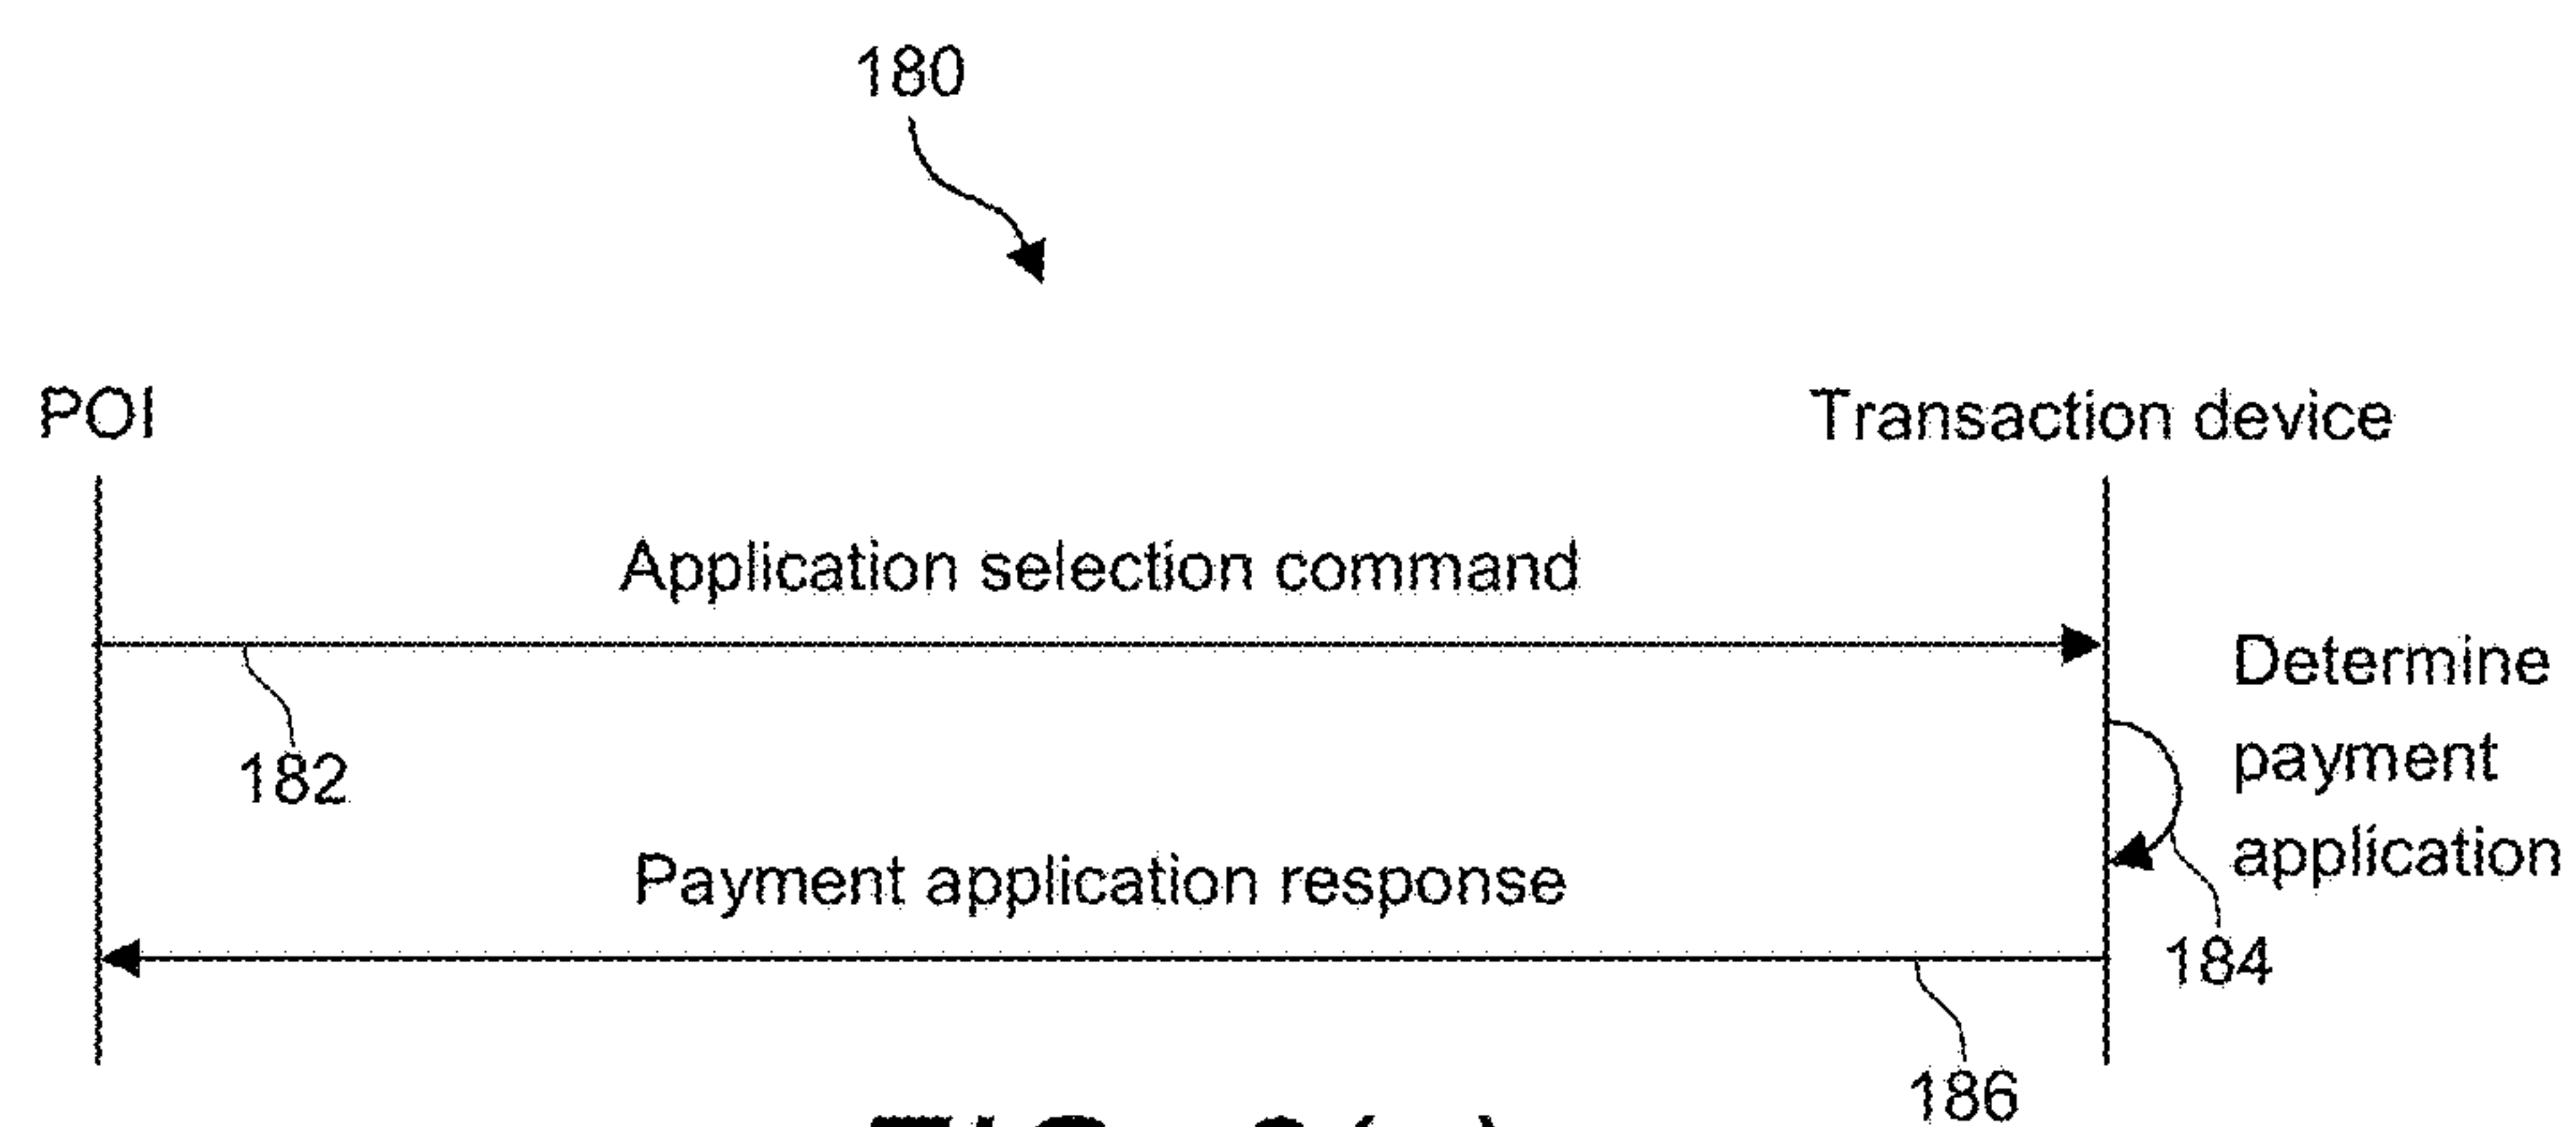 180
POI
Transaction device
Application selection command
Determine
payment
application
182
Payment application response
184
186